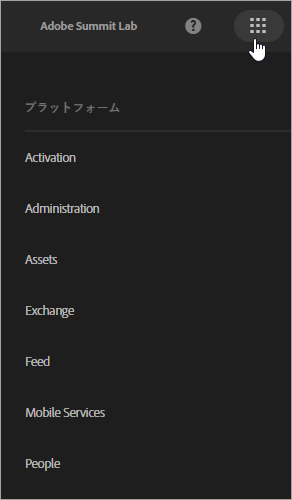 Adobe Summit Lab
プラットフォーム
Activation
Administration
Assets
Exchange
Feed
Mobile Services
People